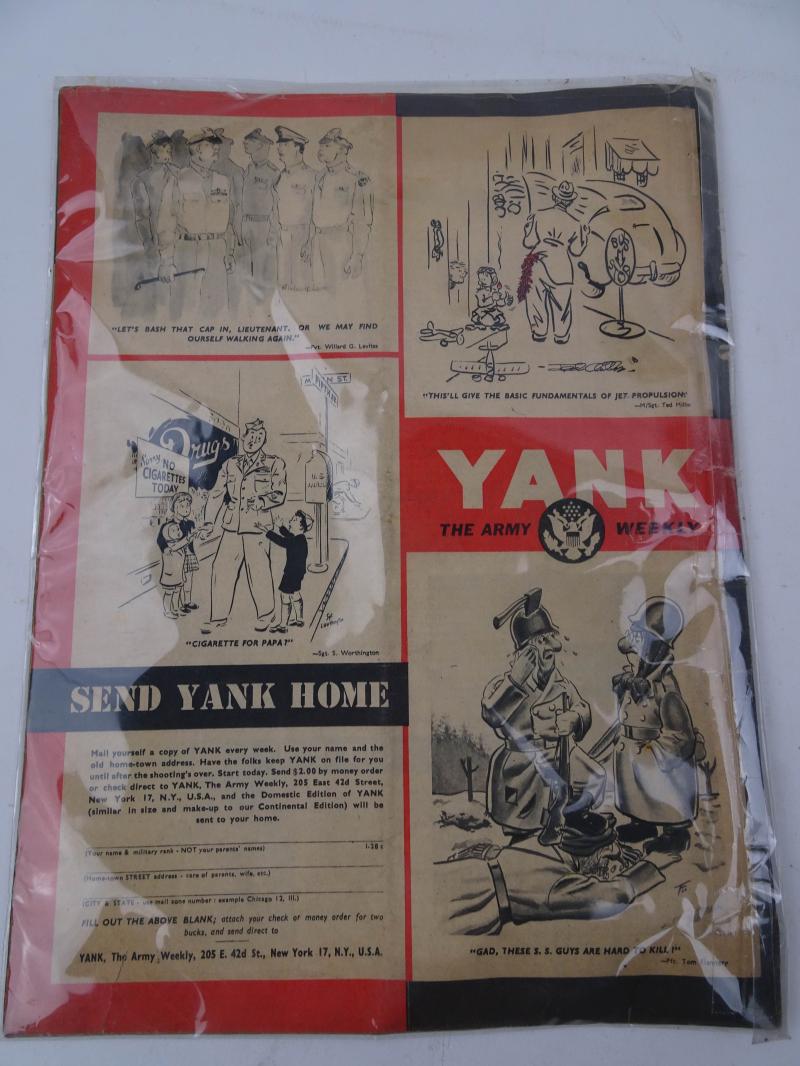 "LET'S BASH THAT CAP IN, LIEUTENANT, OR WE MAY FIND
OURSELF WALKING AGAIN."
—Pvt. Willard G. Levitas
"THIS'LL GIVE THE BASIC FUNDAMENTALS OF JET PROPULSION!"
—M/Sgt. Ted Miller
MAIN ST.
Drugs
Sorry NO
CIGARETTES
TODAY
U.S.
"CIGARETTE FOR PAPA?"
—Sgt. S. Worthington
YANK
THE ARMY WEEKLY
SEND YANK HOME
Mail yourself a copy of YANK every week. Use your name and the
old home-town address. Have the folks keep YANK on file for you
until after the shooting's over. Start today. Send $2.00 by money order
or check direct to YANK, The Army Weekly, 205 East 42d Street,
New York 17, N.Y., U.S.A., and the Domestic Edition of YANK
(similar in size and make-up to our Continental Edition) will be
sent to your home.
(Your name & military rank - NOT your parents' names) 1-28 c
(Home-town STREET address - care of parents, wife, etc.)
(CITY & STATE - use mail zone number : example Chicago 12, Ill.)
FILL OUT THE ABOVE BLANK; attach your check or money order for two
bucks, and send direct to
YANK, The Army Weekly, 205 E. 42d St., New York 17, N.Y., U.S.A.
"GAD, THESE S. S. GUYS ARE HARD TO KILL!"
—Pfc. Tom